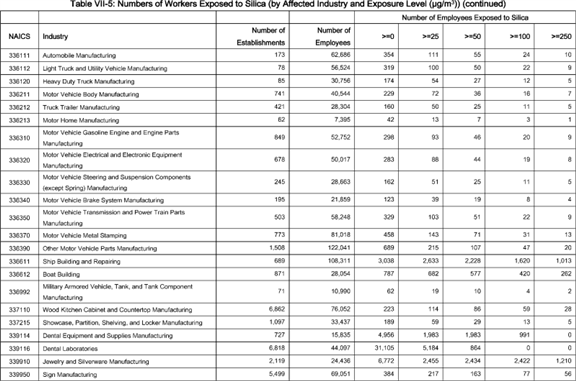 Table VII-5: Numbers of Workers Exposed to Silica (by Affected Industry and Exposure Level (µg/m³)) (continued)
Number of Employees Exposed to Silica
NAICS Industry Number of Establishments Number of Employees >=0 >=25 >=50 >=100 >=250
336111 Automobile Manufacturing 173 62,686 354 111 55 24 10
336112 Light Truck and Utility Vehicle Manufacturing 78 56,524 319 100 50 22 9
336120 Heavy Duty Truck Manufacturing 85 30,756 174 54 27 12 5
336211 Motor Vehicle Body Manufacturing 741 40,544 229 72 36 16 7
336212 Truck Trailer Manufacturing 421 28,304 160 50 25 11 5
336213 Motor Home Manufacturing 62 7,395 42 13 7 3 1
336310 Motor Vehicle Gasoline Engine and Engine Parts Manufacturing 849 52,752 298 93 46 20 9
336320 Motor Vehicle Electrical and Electronic Equipment Manufacturing 678 50,017 283 88 44 19 8
336330 Motor Vehicle Steering and Suspension Components (except Spring) Manufacturing 245 28,663 162 51 25 11 5
336340 Motor Vehicle Brake System Manufacturing 195 21,859 123 39 19 8 4
336350 Motor Vehicle Transmission and Power Train Parts Manufacturing 503 58,248 329 103 51 22 9
336370 Motor Vehicle Metal Stamping 773 81,018 458 143 71 31 13
336390 Other Motor Vehicle Parts Manufacturing 1,508 122,041 689 215 107 47 20
336611 Ship Building and Repairing 689 108,311 3,038 2,633 2,228 1,620 1,013
336612 Boat Building 871 28,054 787 682 577 420 262
336992 Military Armored Vehicle, Tank, and Tank Component Manufacturing 71 10,990 62 19 10 4 2
337110 Wood Kitchen Cabinet and Countertop Manufacturing 6,862 76,052 223 114 86 59 28
337215 Showcase, Partition, Shelving, and Locker Manufacturing 1,097 33,437 189 59 29 13 5
339114 Dental Equipment and Supplies Manufacturing 727 15,835 4,956 1,983 1,983 991 0
339116 Dental Laboratories 6,818 44,097 31,105 5,184 864 0 0
339910 Jewelry and Silverware Manufacturing 2,119 24,436 6,772 2,455 2,434 2,422 1,210
339950 Sign Manufacturing 5,499 69,051 384 217 163 77 56